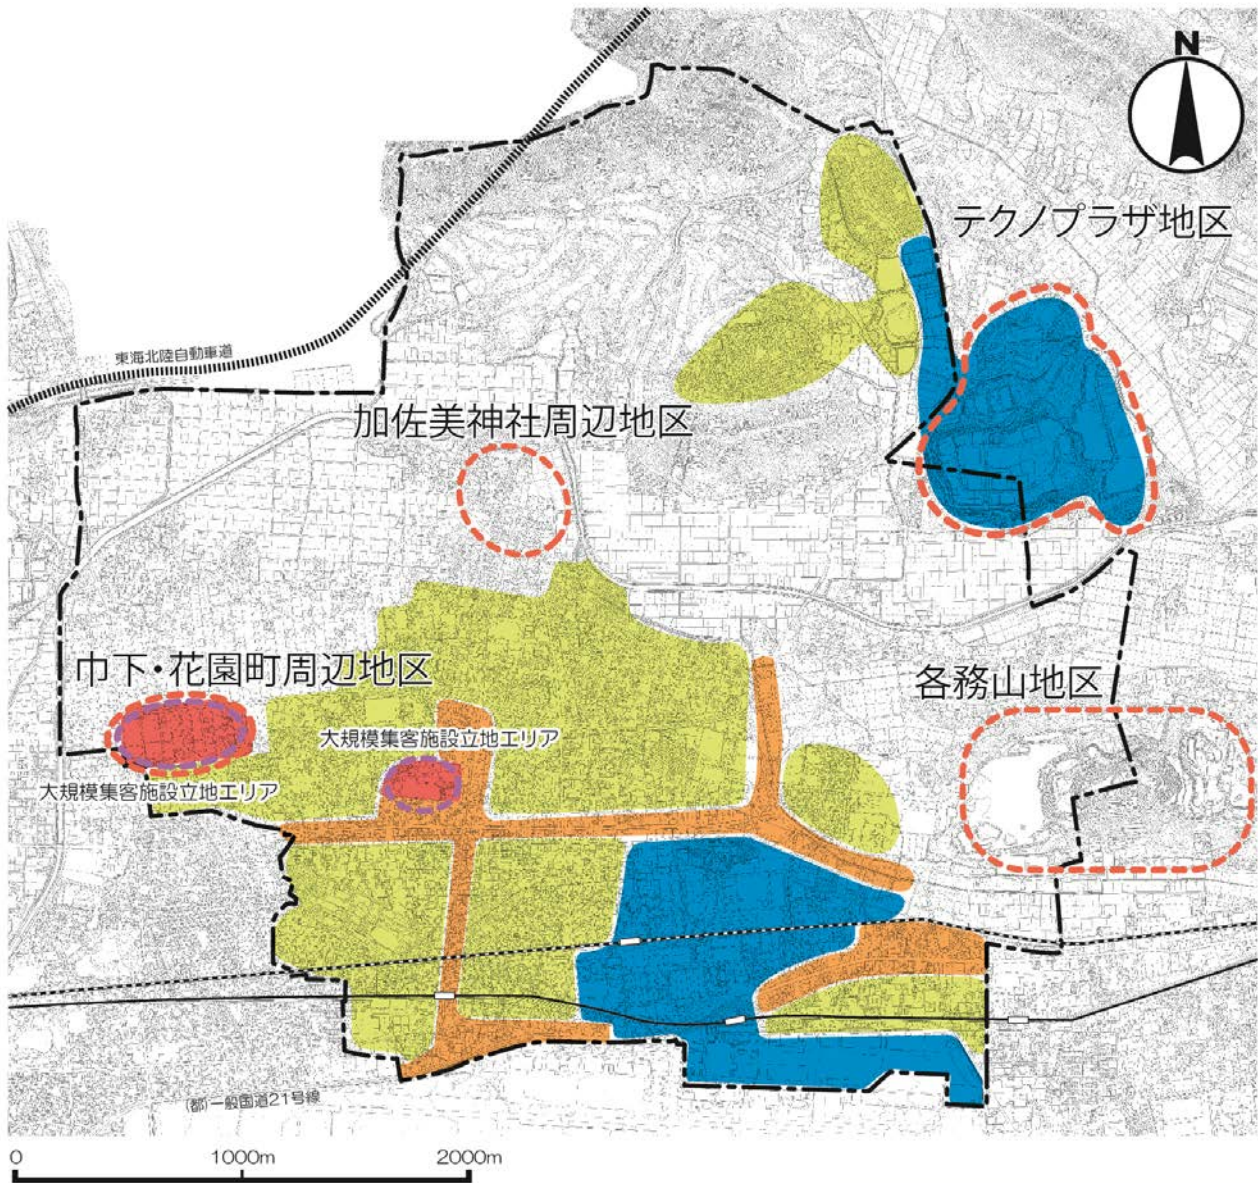 N
テクノプラザ地区
東海北陸自動車道
加佐美神社周辺地区
巾下・花園町周辺地区
各務山地区
大規模集客施設立地エリア
大規模集客施設立地エリア
(都)一般国道21号線
0 1000m 2000m